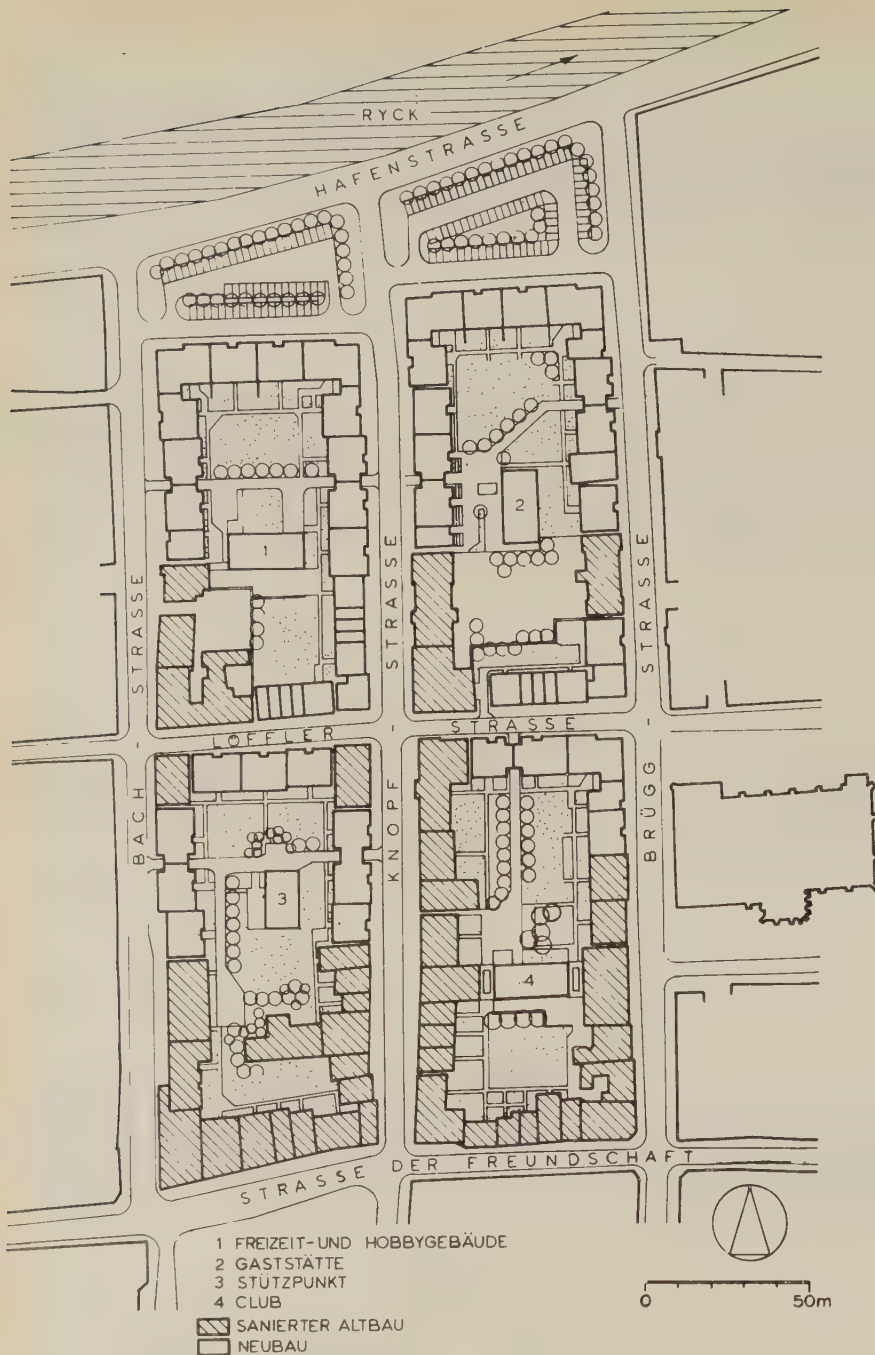 RYCK
HAFENSTRASSE
1
2
STRASSE
STRASSE
STRASSE
LÖFFLER - STRASSE
BACH -
KNOPF -
BRÜGG -
3
4
STRASSE DER FREUNDSCHAFT
1 FREIZEIT-UND HOBBYGEBÄUDE
2 GASTSTÄTTE
3 STÜTZPUNKT
4 CLUB
SANIERTER ALTBAU
NEUBAU
0 50m